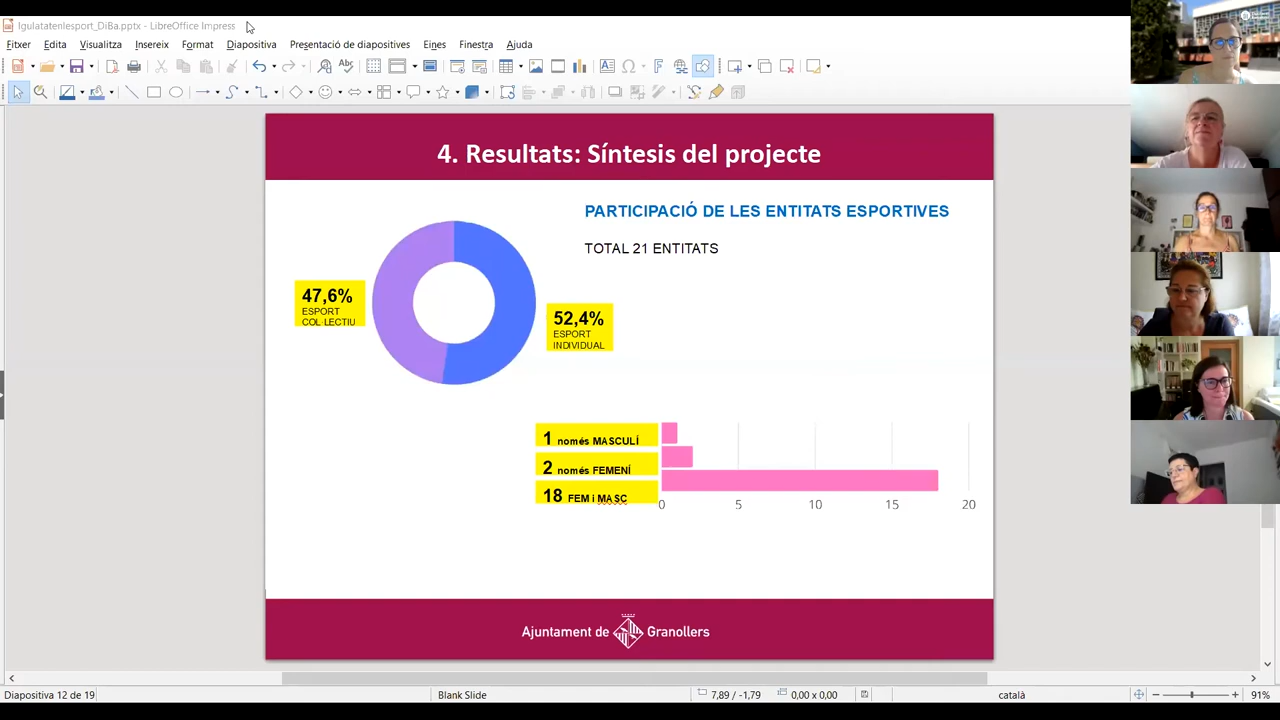 Igulatatenlesport_DiBa.pptx - LibreOffice Impress
Fitxer Edita Visualitza Insereix Format Diapositiva Presentació de diapositives Eines Finestra Ajuda
4. Resultats: Síntesis del projecte
PARTICIPACIÓ DE LES ENTITATS ESPORTIVES
TOTAL 21 ENTITATS
47,6%
ESPORT
COL·LECTIU
52,4%
ESPORT
INDIVIDUAL
1 només MASCULÍ
2 només FEMENÍ
18 FEM i MASC
0 5 10 15 20
Ajuntament de Granollers
Diapositiva 12 de 19 Blank Slide 7,89 / -1,79 0,00 x 0,00 català 91%